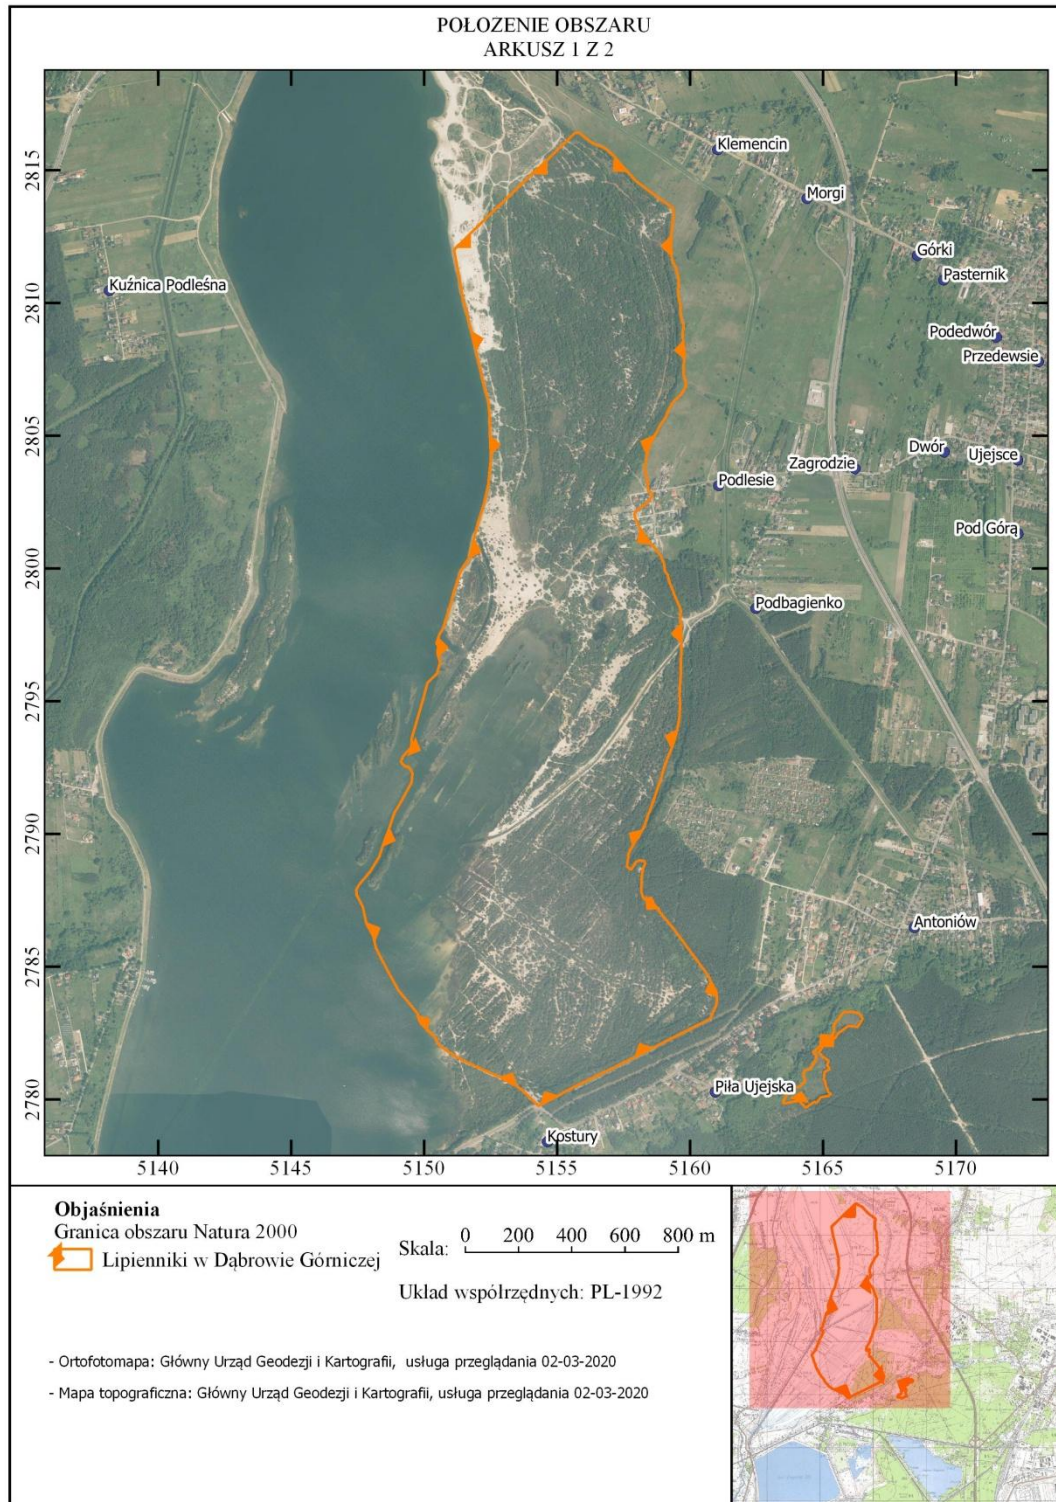 POŁOZENIE OBSZARU
ARKUSZ 1 Z 2
Klemencin
Morgi
Górki
Pasternik
Kuźnica Podleśna
Podedwór
Przedewsie
Dwór
Ujejsce
Zagrodzie
Podlesie
Pod Górą
Podbagienko
Antoniów
Piła Ujejska
Kostury
2815
2810
2805
2800
2795
2790
2785
2780
5140 5145 5150 5155 5160 5165 5170
Objaśnienia
Granica obszaru Natura 2000
Lipienniki w Dąbrowie Górniczej
Skala: 0 200 400 600 800 m
Układ współrzędnych: PL-1992
- Ortofotomapa: Główny Urząd Geodezji i Kartografii, usługa przeglądania 02-03-2020
- Mapa topograficzna: Główny Urząd Geodezji i Kartografii, usługa przeglądania 02-03-2020